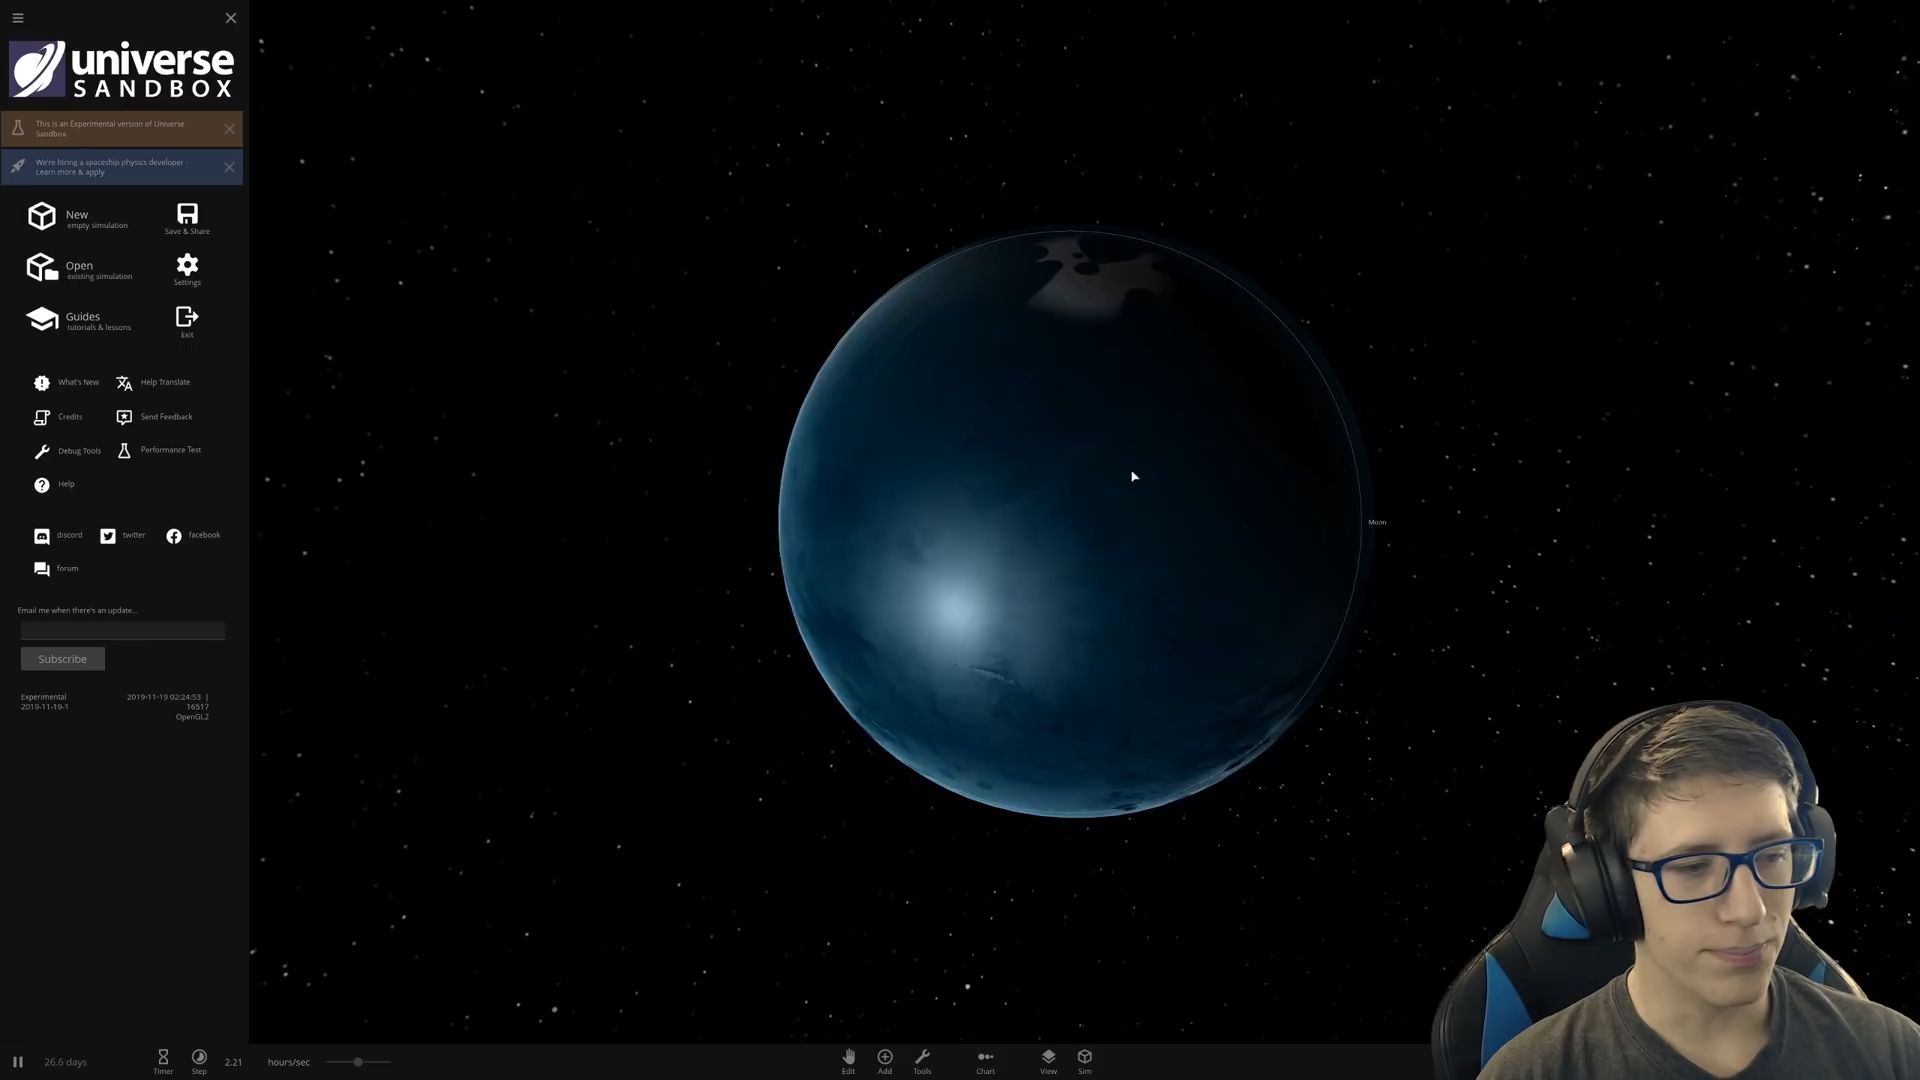 universe
SANDBOX
This is an Experimental version of Universe
Sandbox.
We're hiring a spaceship physics developer -
Learn more & apply
New
empty simulation
Save & Share
Open
existing simulation
Settings
Guides
tutorials & lessons
Exit
What's New
Help Translate
Credits
Send Feedback
Debug Tools
Performance Test
Help
discord
twitter
facebook
forum
Email me when there's an update...
Subscribe
Experimental
2019-11-19-1
2019-11-19 02:24:53 |
16517
OpenGL2
Moon
26.6 days
Timer
Step
2.21
hours/sec
Edit
Add
Tools
Chart
View
Sim